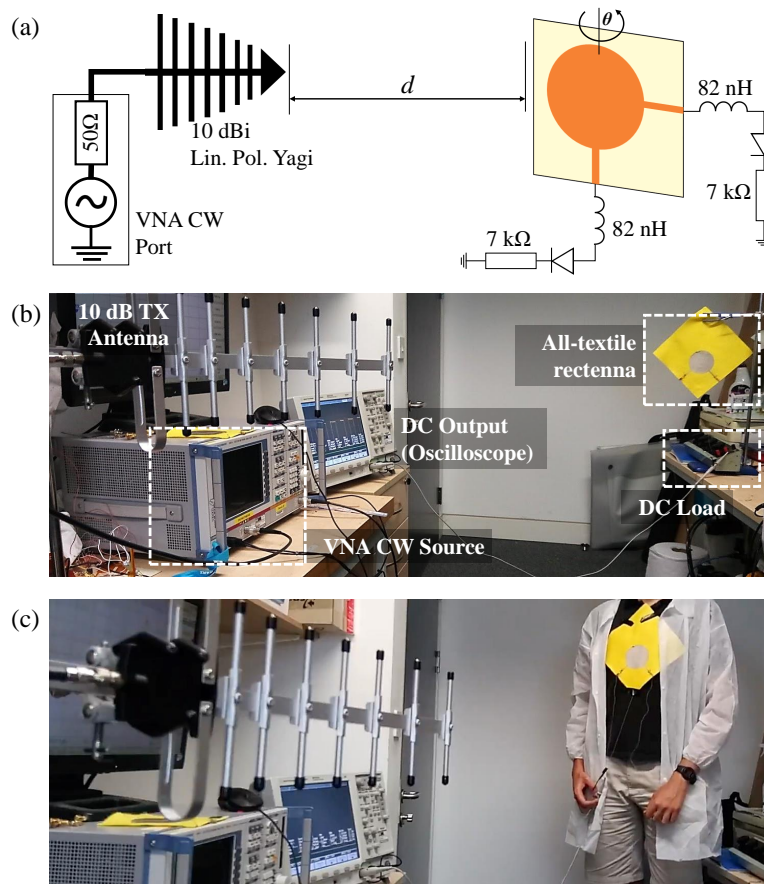 (a)
θ
82 nH
d
10 dBi
Lin. Pol. Yagi
50Ω
7 kΩ
VNA CW
Port
7 kΩ
82 nH
(b)
10 dB TX
Antenna
All-textile
rectenna
DC Output
(Oscilloscope)
DC Load
VNA CW Source
(c)